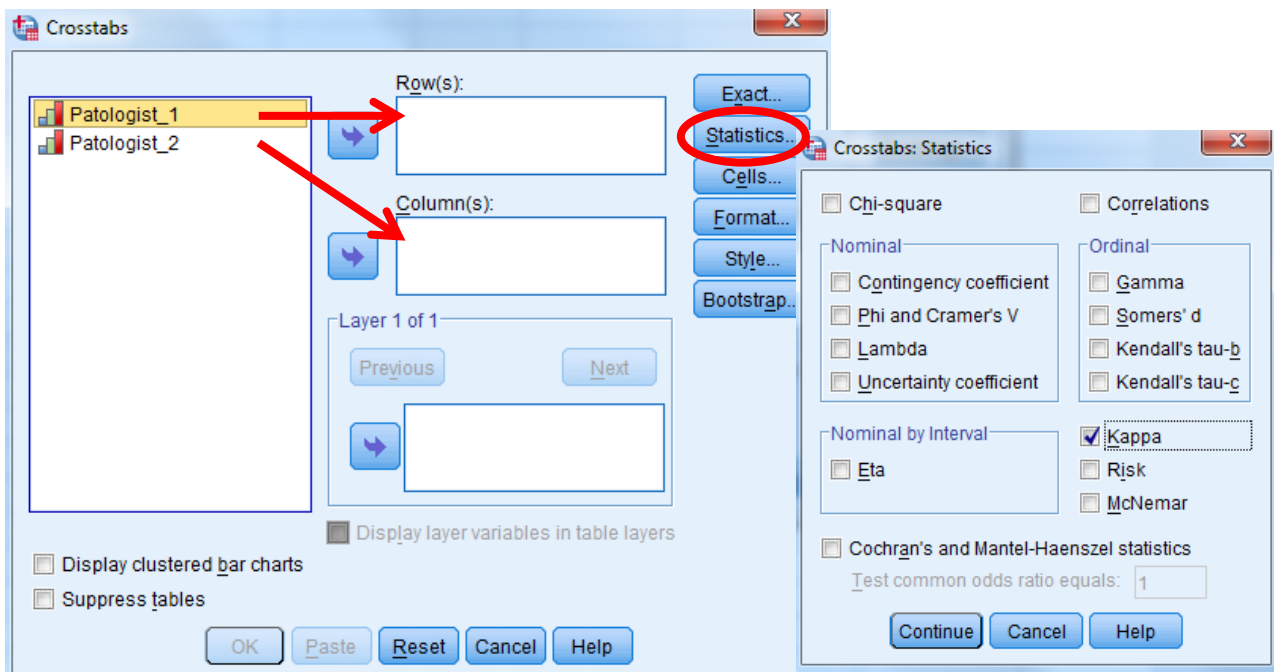 Crosstabs
Patologist_1
Patologist_2
Row(s):
Column(s):
Layer 1 of 1
Previous
Next
Display layer variables in table layers
Display clustered bar charts
Suppress tables
OK
Paste
Reset
Cancel
Help
Exact...
Statistics..
Cells...
Format...
Style...
Bootstrap..
Crosstabs: Statistics
Chi-square
Correlations
Nominal
Contingency coefficient
Phi and Cramer's V
Lambda
Uncertainty coefficient
Ordinal
Gamma
Somers' d
Kendall's tau-b
Kendall's tau-c
Nominal by Interval
Eta
Kappa
Risk
McNemar
Cochran's and Mantel-Haenszel statistics
Test common odds ratio equals: 1
Continue
Cancel
Help